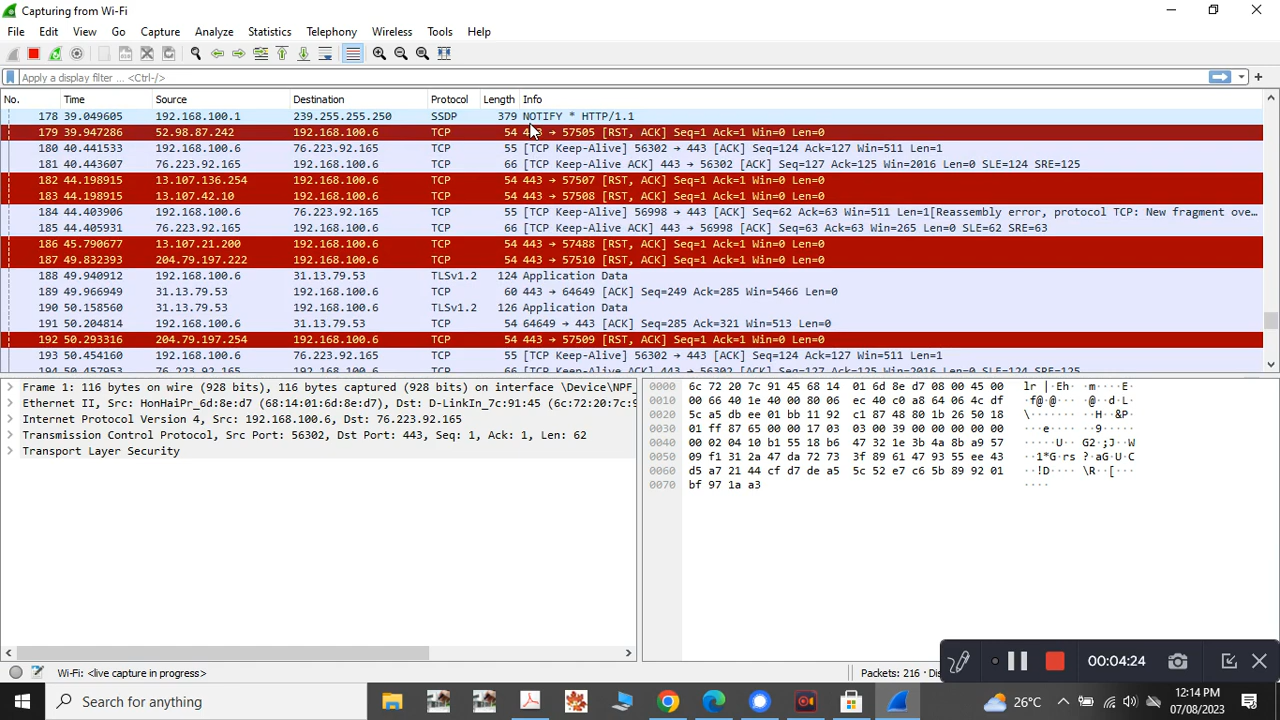 Capturing from Wi-Fi
File Edit View Go Capture Analyze Statistics Telephony Wireless Tools Help
Apply a display filter ... <Ctrl-/>
No. Time Source Destination Protocol Length Info
178 39.049605 192.168.100.1 239.255.255.250 SSDP 379 NOTIFY * HTTP/1.1
179 39.947286 52.98.87.242 192.168.100.6 TCP 54 443 → 57505 [RST, ACK] Seq=1 Ack=1 Win=0 Len=0
180 40.441533 192.168.100.6 76.223.92.165 TCP 55 [TCP Keep-Alive] 56302 → 443 [ACK] Seq=124 Ack=127 Win=511 Len=1
181 40.443607 76.223.92.165 192.168.100.6 TCP 66 [TCP Keep-Alive ACK] 443 → 56302 [ACK] Seq=127 Ack=125 Win=2016 Len=0 SLE=124 SRE=125
182 44.198915 13.107.136.254 192.168.100.6 TCP 54 443 → 57507 [RST, ACK] Seq=1 Ack=1 Win=0 Len=0
183 44.198915 13.107.42.10 192.168.100.6 TCP 54 443 → 57508 [RST, ACK] Seq=1 Ack=1 Win=0 Len=0
184 44.403906 192.168.100.6 76.223.92.165 TCP 55 [TCP Keep-Alive] 56998 → 443 [ACK] Seq=62 Ack=63 Win=511 Len=1[Reassembly error, protocol TCP: New fragment ove…
185 44.405931 76.223.92.165 192.168.100.6 TCP 66 [TCP Keep-Alive ACK] 443 → 56998 [ACK] Seq=63 Ack=63 Win=265 Len=0 SLE=62 SRE=63
186 45.790677 13.107.21.200 192.168.100.6 TCP 54 443 → 57488 [RST, ACK] Seq=1 Ack=1 Win=0 Len=0
187 49.832393 204.79.197.222 192.168.100.6 TCP 54 443 → 57510 [RST, ACK] Seq=1 Ack=1 Win=0 Len=0
188 49.940912 192.168.100.6 31.13.79.53 TLSv1.2 124 Application Data
189 49.966949 31.13.79.53 192.168.100.6 TCP 60 443 → 64649 [ACK] Seq=249 Ack=285 Win=5466 Len=0
190 50.158560 31.13.79.53 192.168.100.6 TLSv1.2 126 Application Data
191 50.204814 192.168.100.6 31.13.79.53 TCP 54 64649 → 443 [ACK] Seq=285 Ack=321 Win=513 Len=0
192 50.293316 204.79.197.254 192.168.100.6 TCP 54 443 → 57509 [RST, ACK] Seq=1 Ack=1 Win=0 Len=0
193 50.454160 192.168.100.6 76.223.92.165 TCP 55 [TCP Keep-Alive] 56302 → 443 [ACK] Seq=124 Ack=127 Win=511 Len=1
Frame 1: 116 bytes on wire (928 bits), 116 bytes captured (928 bits) on interface \Device\NPF_
Ethernet II, Src: HonHaiPr_6d:8e:d7 (68:14:01:6d:8e:d7), Dst: D-LinkIn_7c:91:45 (6c:72:20:7c:9
Internet Protocol Version 4, Src: 192.168.100.6, Dst: 76.223.92.165
Transmission Control Protocol, Src Port: 56302, Dst Port: 443, Seq: 1, Ack: 1, Len: 62
Transport Layer Security
0000 6c 72 20 7c 91 45 68 14 01 6d 8e d7 08 00 45 00 lr |·Eh· ·m····E·
0010 00 66 40 1e 40 00 80 06 ec 40 c0 a8 64 06 4c df ·f@·@··· ·@··d·L·
0020 5c a5 db ee 01 bb 11 92 c1 87 48 80 1b 26 50 18 \······· ··H··&P·
0030 01 ff 87 65 00 00 17 03 03 00 39 00 00 00 00 00 ···e···· ··9·····
0040 00 00 02 04 10 b1 55 18 b6 47 32 1e 3b 4a 8b a9 57
0050 09 f1 31 2a 47 da 72 73 3f 89 61 47 93 55 ee 43 ··1*G·rs ?·aG·U·C
0060 d5 a7 21 44 cf d7 de a5 5c 52 e7 c6 5b 89 92 01 ··!D···· \R··[···
0070 bf 97 1a a3 ····
Wi-Fi: <live capture in progress>
Packets: 216 · Di
00:04:24
Search for anything
26°C
12:14 PM
07/08/2023